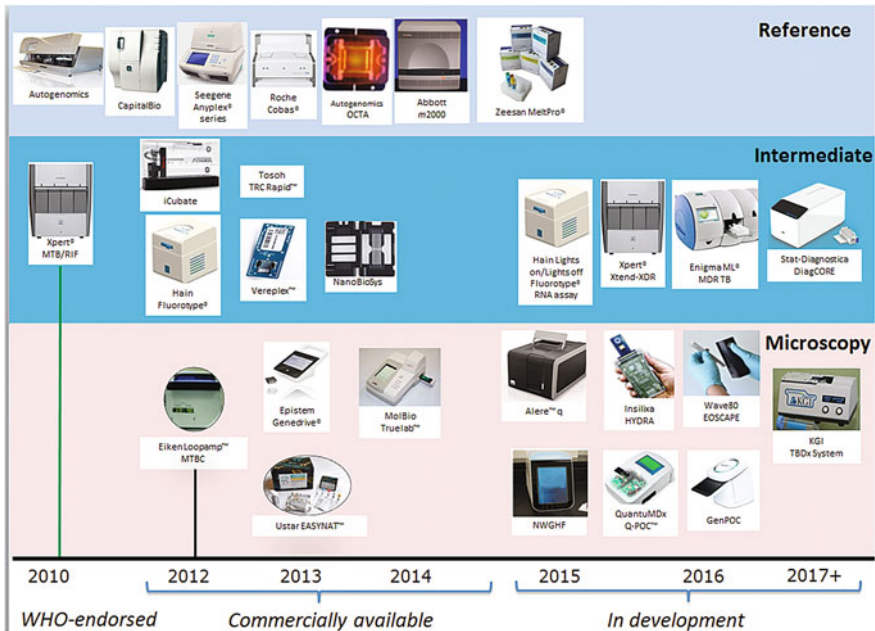 Reference
Autogenomics
CapitalBio
Seegene
Anyplex®
series
Roche
Cobas®
Autogenomics
OCTA
Abbott
m2000
Zeesan MeltPro®
Intermediate
Xpert®
MTB/RIF
iCubate
Tosoh
TRC Rapid™
Hain
Fluorotype®
Vereplex™
NanoBioSys
Hain Lights
on/Lights off
Fluorotype®
RNA assay
Xpert®
Xtend-XDR
Enigma ML®
MDR TB
Stat-Diagnostica
DiagCORE
Microscopy
Eiken Loopamp™
MTBC
Epistem
Genedrive®
MolBio
Truelab™
Ustar EASYNAT™
Alere™ q
Insilixa
HYDRA
Wave80
EOSCAPE
KGI
KGI
TBDx System
NWGHF
QuantuMDx
Q-POC™
GenPOC
2010
2012
2013
2014
2015
2016
2017+
WHO-endorsed
Commercially available
In development